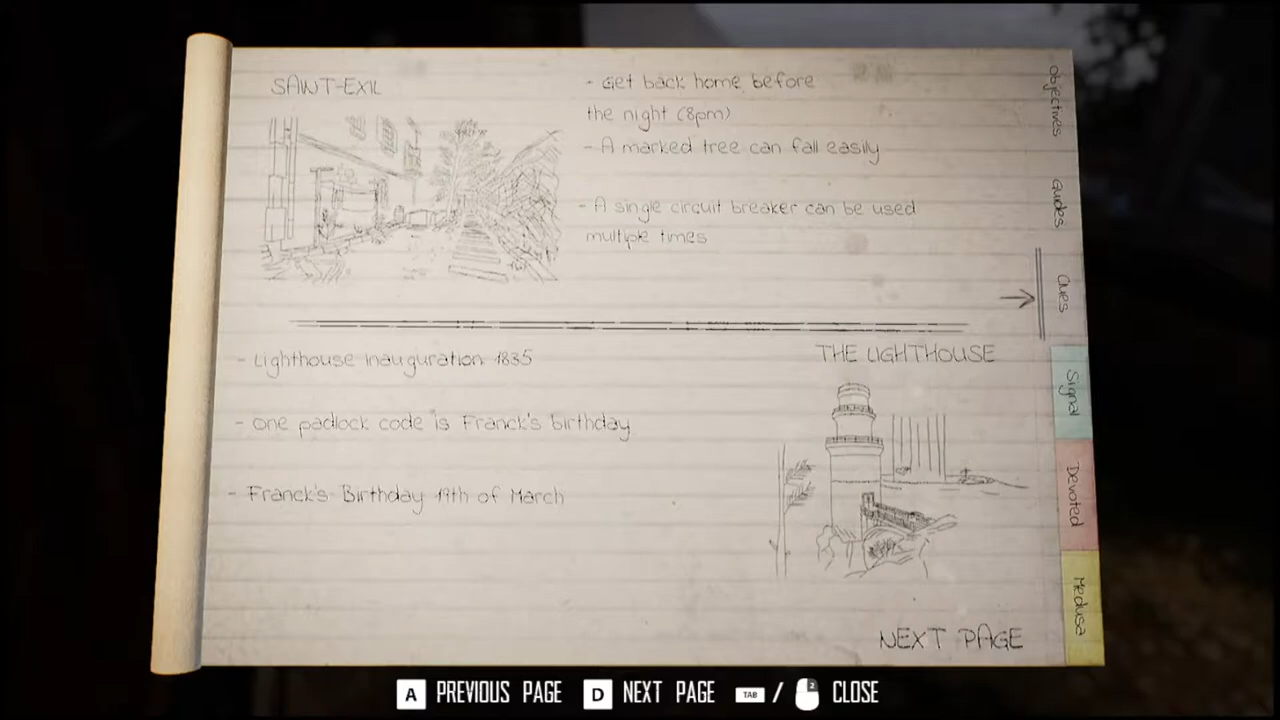 SAINT-EXIL
- Get back home before
the night (8pm)
- A marked tree can fall easily
- A single circuit breaker can be used
multiple times
- Lighthouse inauguration 1835
- one padlock code is Franck's birthday
- Franck's Birthday 19th of March
THE LIGHTHOUSE
NEXT PAGE
Objectives
Guides
Clues
Signal
Devoted
Medusa
A PREVIOUS PAGE D NEXT PAGE TAB / 2 CLOSE